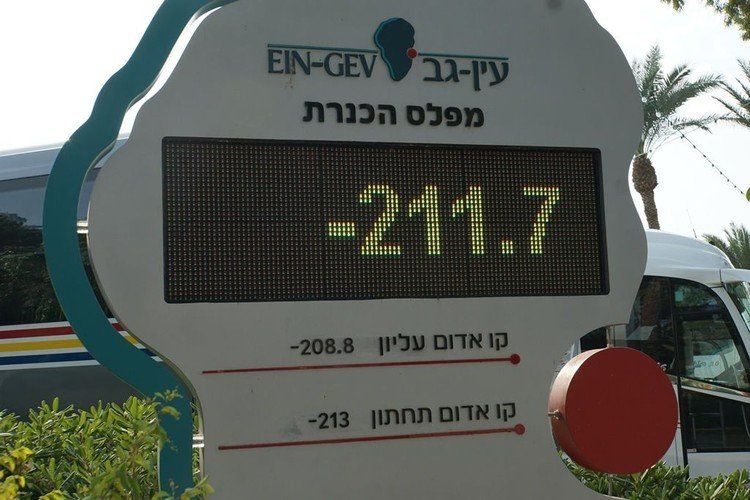 EIN-GEV עין-גב
מפלס הכנרת
-211.7
קו אדום עליון -208.8
קו אדום תחתון -213